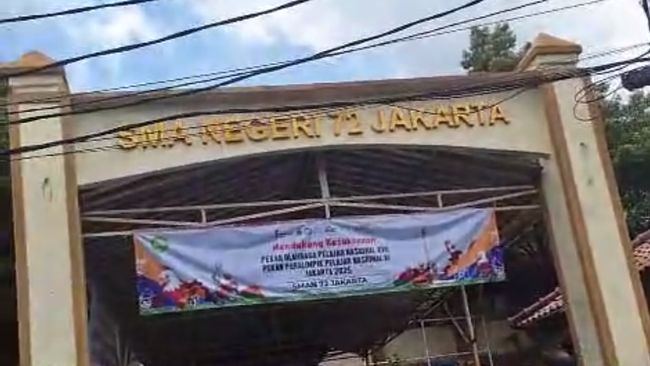 SMA NEGERI 72 JAKARTA
Mendukung Kesuksesan
PEKAN OLAHRAGA PELAJAR NASIONAL XVII
PEKAN PARALIMPIK PELAJAR NASIONAL XI
JAKARTA 2025
SMAN 72 JAKARTA